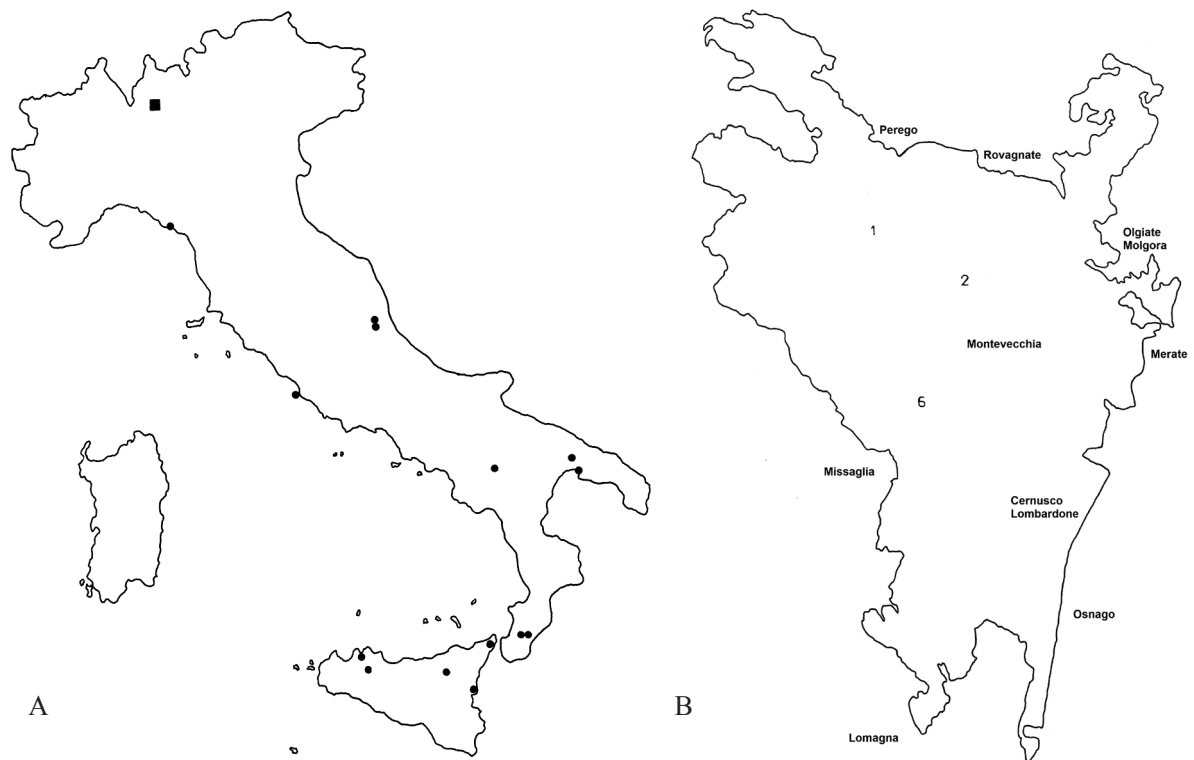 Perego
Rovagnate
1
Olgiate
Molgora
2
Montevecchia
Merate
6
Missaglia
Cernusco
Lombardone
Osnago
A
B
Lomagna